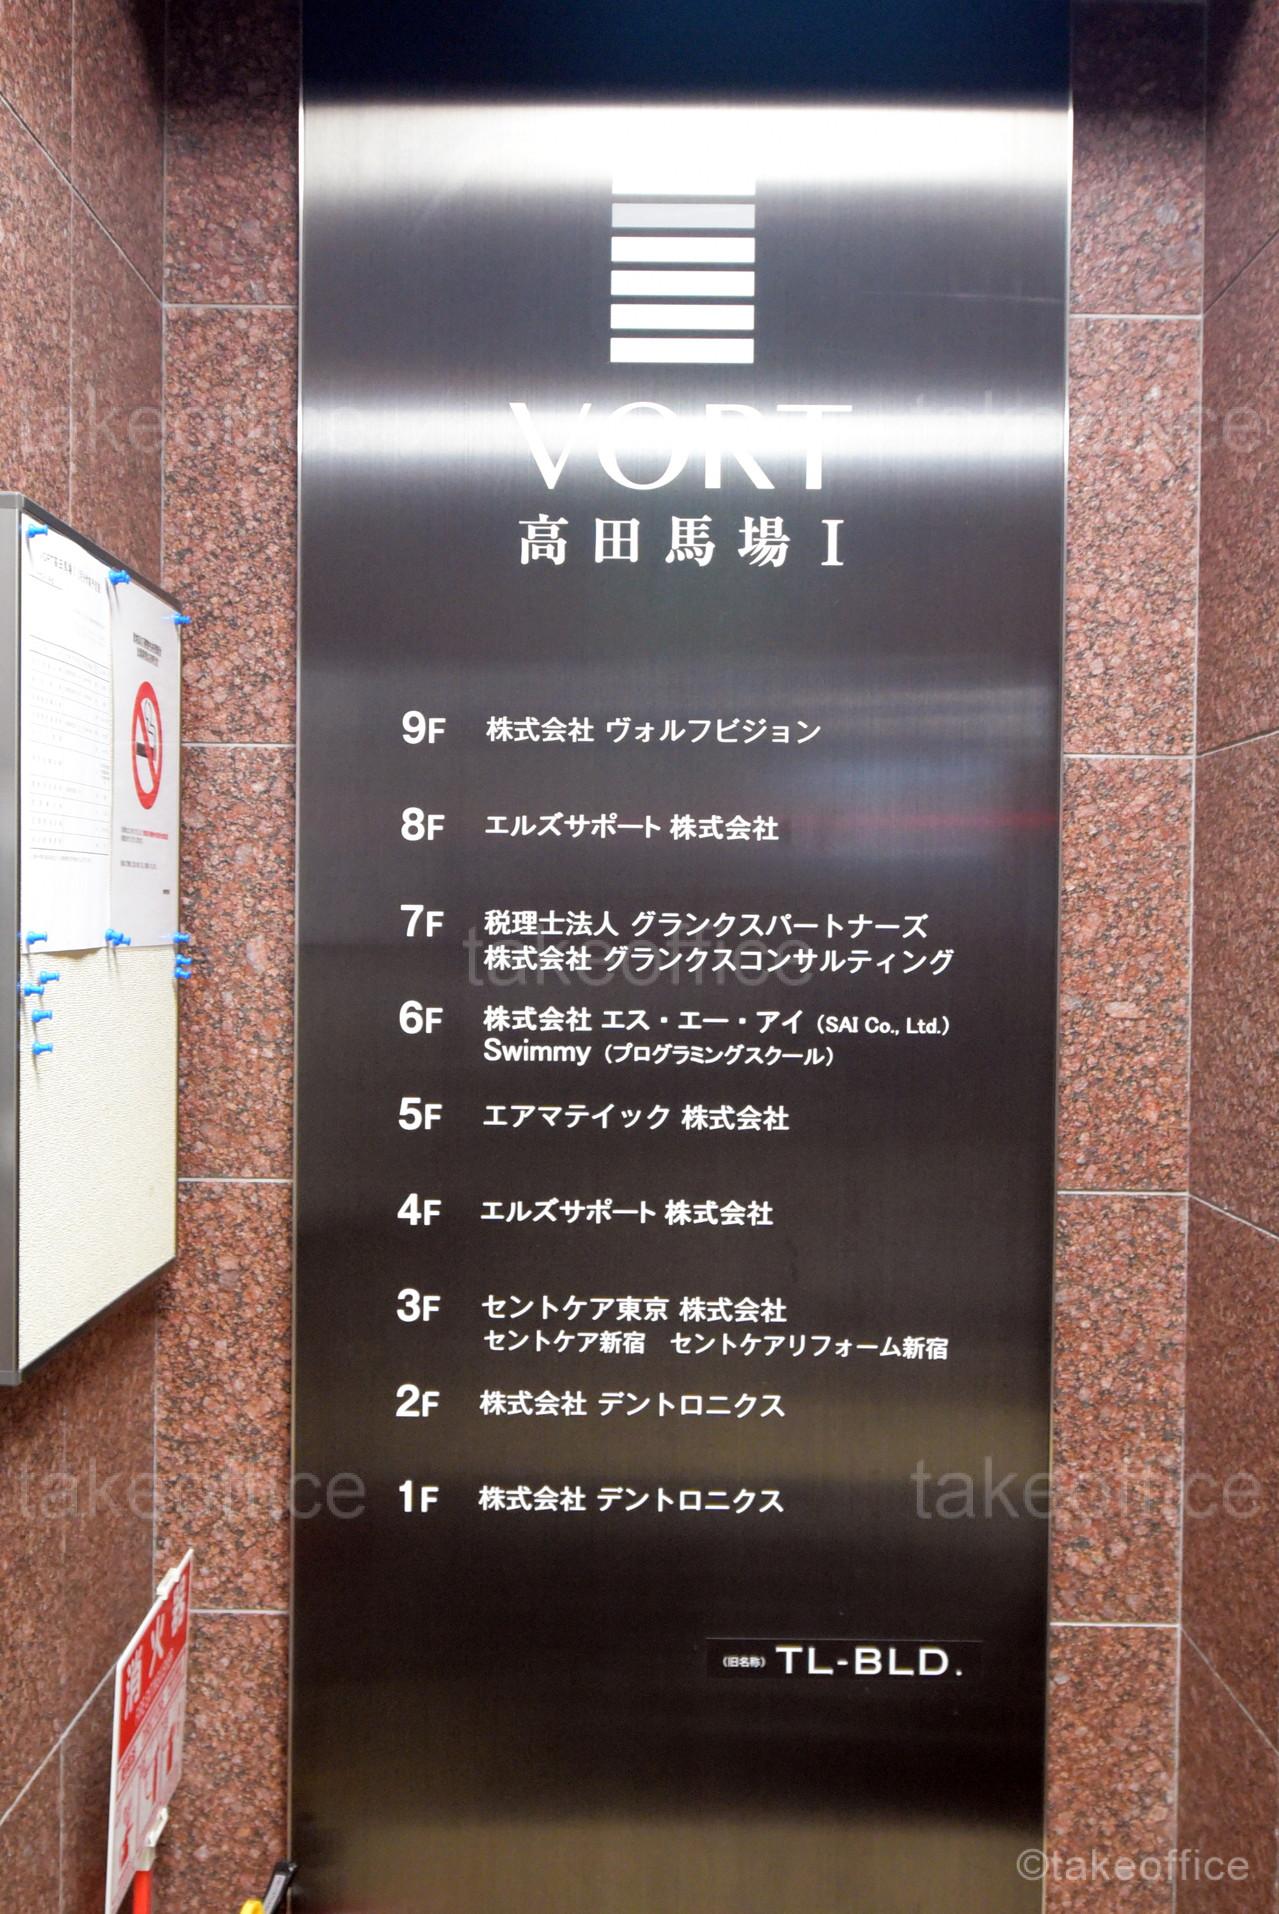 VORT
高田馬場Ⅰ
9F 株式会社 ヴォルフビジョン
8F エルズサポート 株式会社
7F 税理士法人 グランクスパートナーズ
株式会社 グランクスコンサルティング
6F 株式会社 エス・エー・アイ（SAI Co., Ltd.）
Swimmy（プログラミングスクール）
5F エアマテイック 株式会社
4F エルズサポート 株式会社
3F セントケア東京 株式会社
セントケア新宿　セントケアリフォーム新宿
2F 株式会社 デントロニクス
1F 株式会社 デントロニクス
（旧名称）TL-BLD.
消火器
takeoffice
takeoffice
takeoffice
takeoffice
takeoffice
©takeoffice